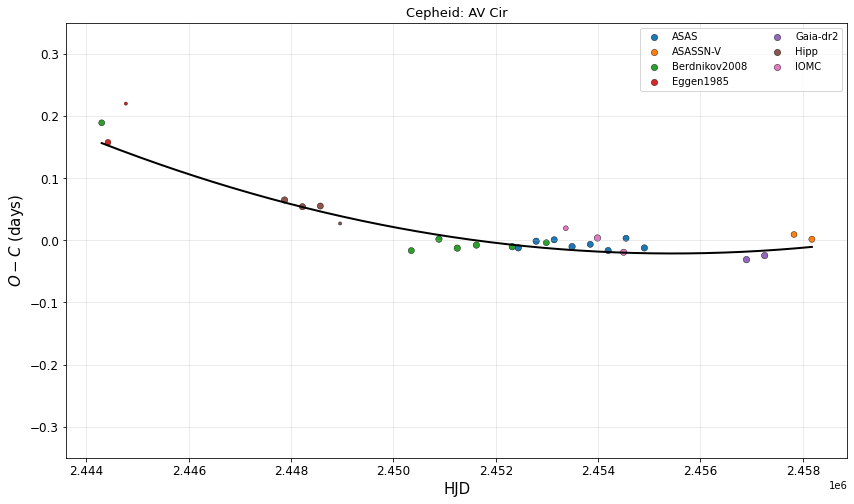 Cepheid: AV Cir
ASAS
ASASSN-V
Berdnikov2008
Eggen1985
Gaia-dr2
Hipp
IOMC
O − C (days)
0.3
0.2
0.1
0.0
−0.1
−0.2
−0.3
2.444 2.446 2.448 2.450 2.452 2.454 2.456 2.458
1e6
HJD